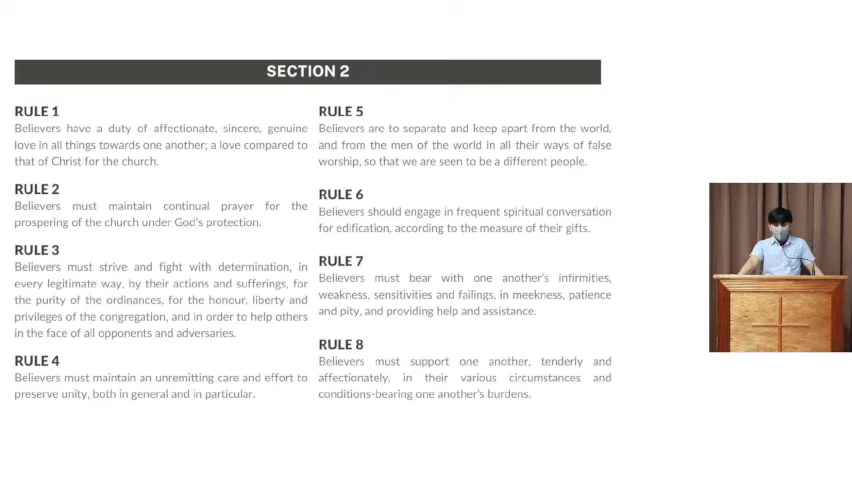 SECTION 2
RULE 1
Believers have a duty of affectionate, sincere, genuine
love in all things towards one another; a love compared to
that of Christ for the church.
RULE 2
Believers must maintain continual prayer for the
prospering of the church under God's protection.
RULE 3
Believers must strive and fight with determination, in
every legitimate way, by their actions and sufferings, for
the purity of the ordinances, for the honour, liberty and
privileges of the congregation, and in order to help others
in the face of all opponents and adversaries.
RULE 4
Believers must maintain an unremitting care and effort to
preserve unity, both in general and in particular.
RULE 5
Believers are to separate and keep apart from the world,
and from the men of the world in all their ways of false
worship, so that we are seen to be a different people.
RULE 6
Believers should engage in frequent spiritual conversation
for edification, according to the measure of their gifts.
RULE 7
Believers must bear with one another's infirmities,
weakness, sensitivities and failings, in meekness, patience
and pity, and providing help and assistance.
RULE 8
Believers must support one another, tenderly and
affectionately, in their various circumstances and
conditions-bearing one another's burdens.